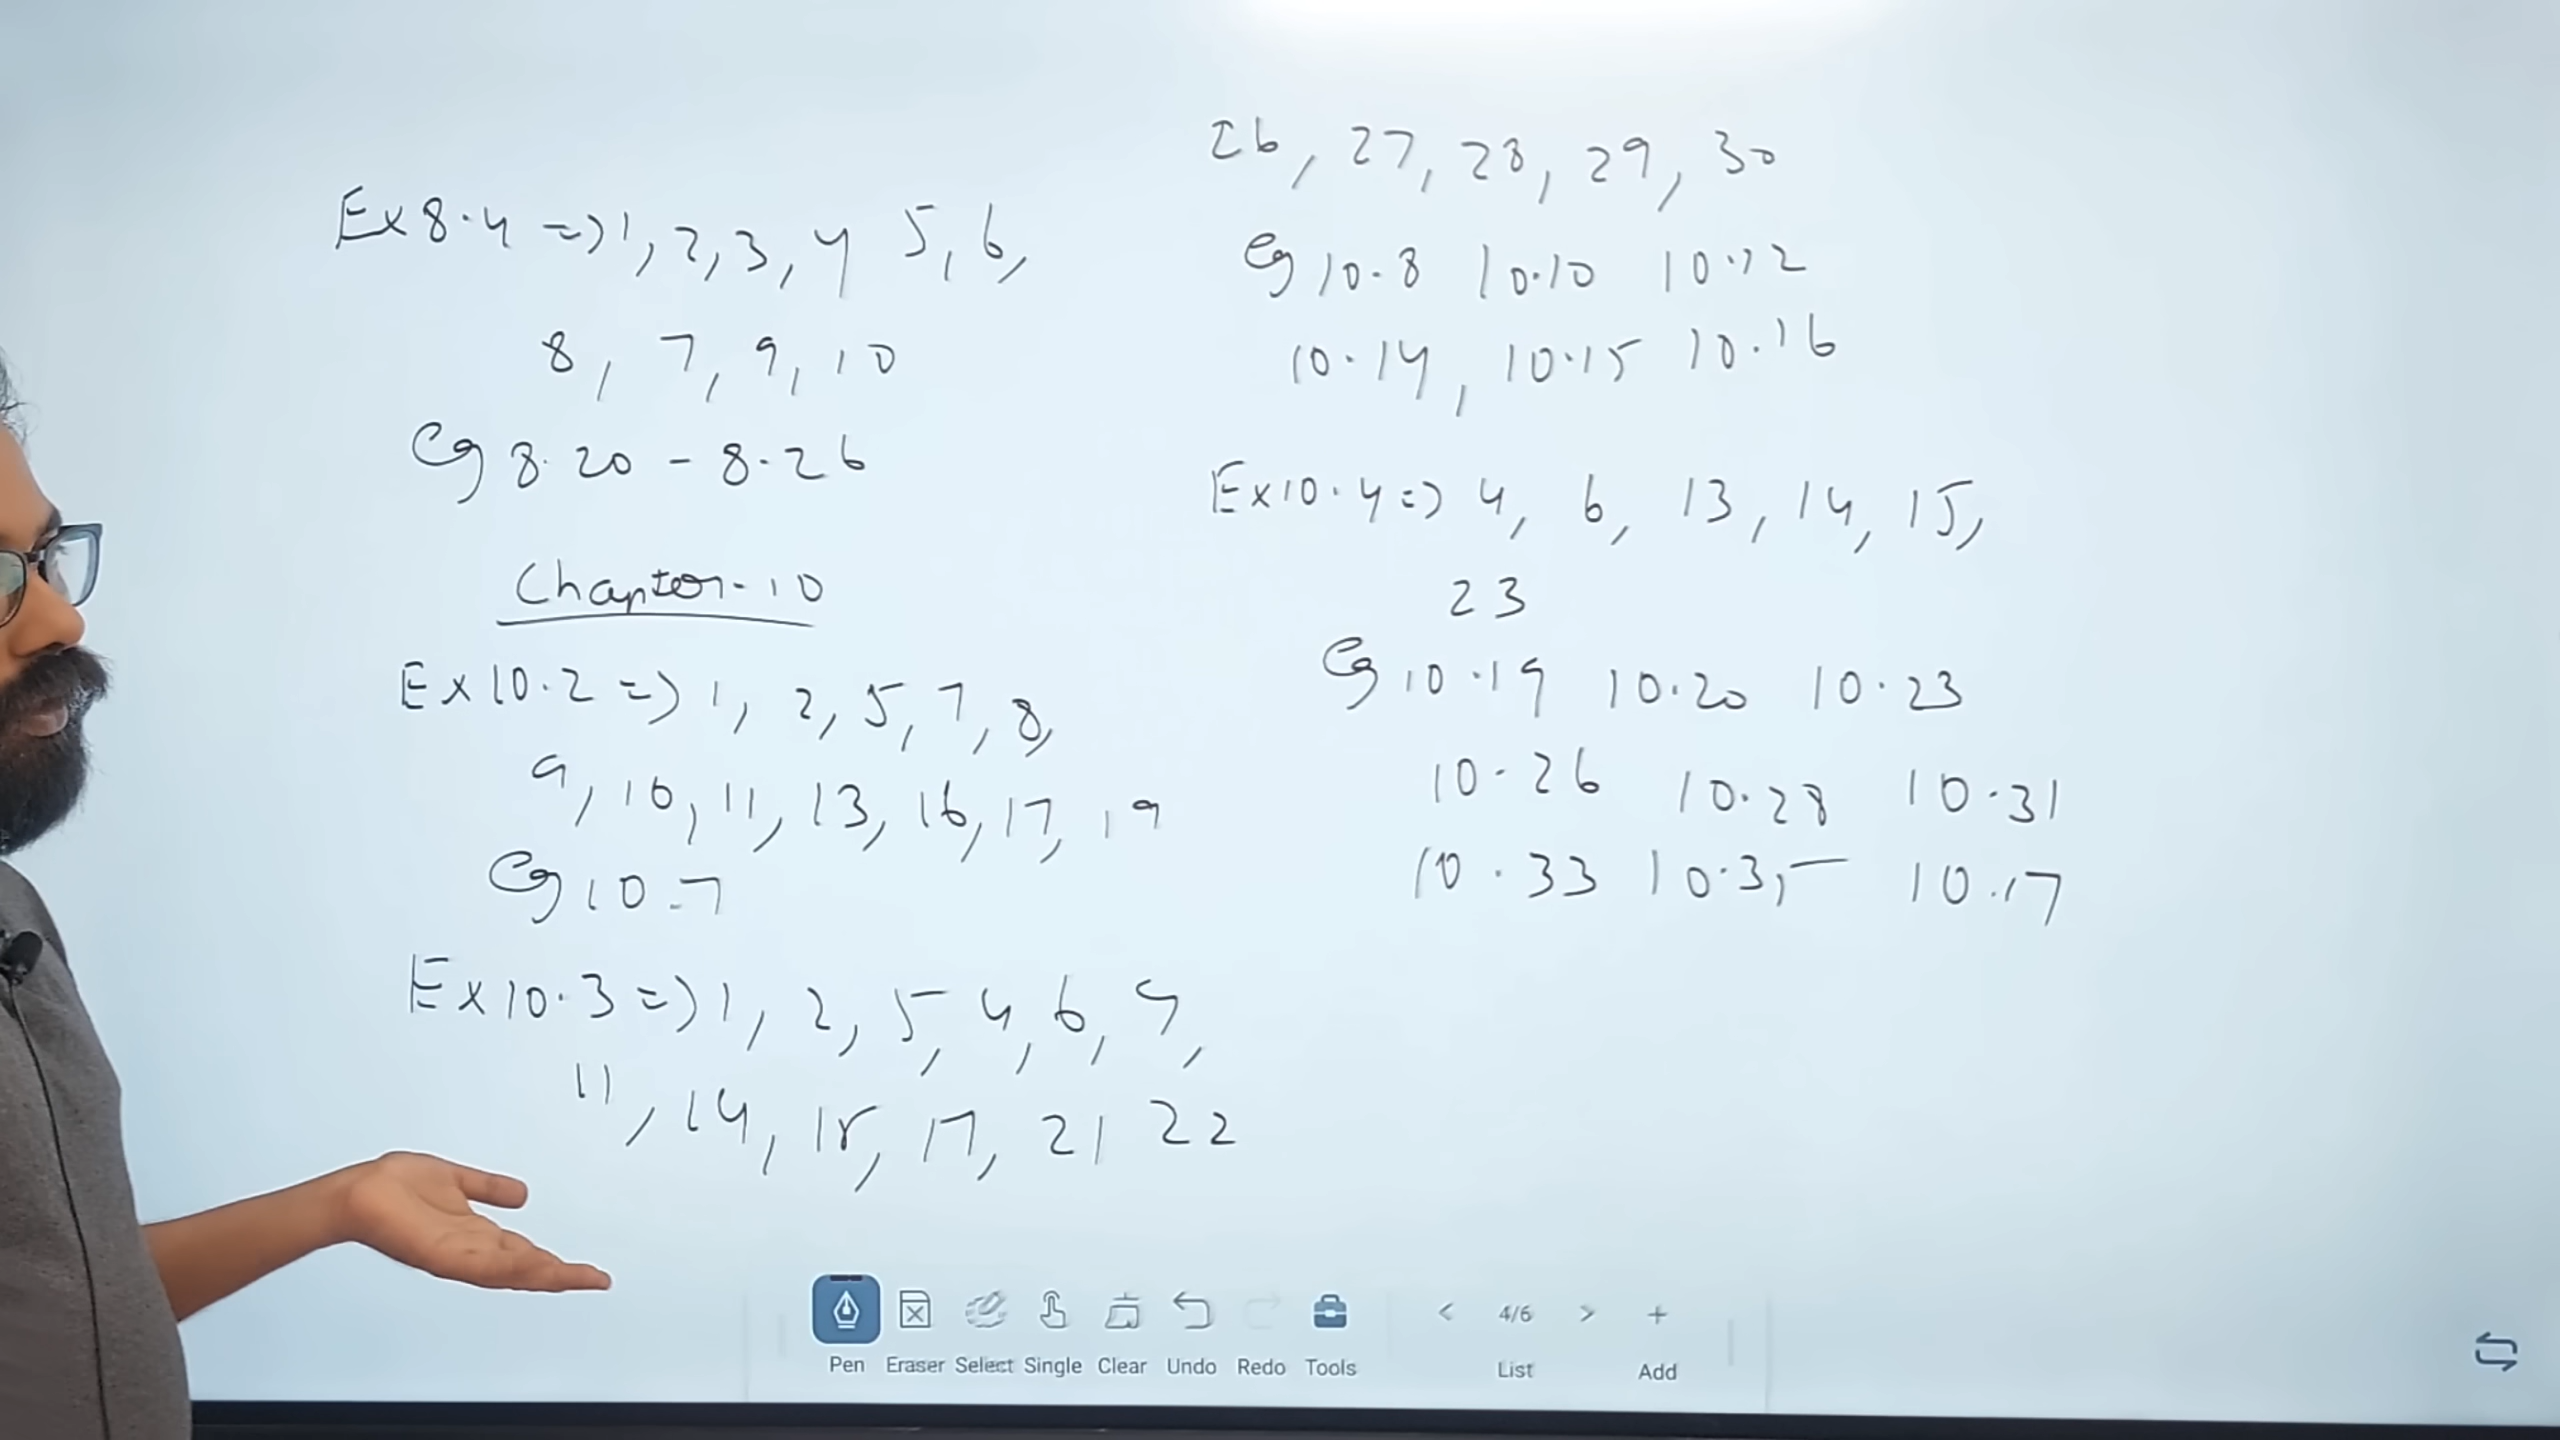 Ex 8.4 => 1, 2, 3, 4 5, 6,
8, 7, 9, 10
Eg 8.20 - 8.26
Chapter-10
Ex 10.2 => 1, 2, 5, 7, 8,
9, 10, 11, 13, 16, 17, 19
Eg 10.7
Ex 10.3 => 1, 2, 5, 4, 6, 9,
11, 14, 15, 17, 21 22
26, 27, 28, 29, 30
Eg 10.8 10.10 10.12
10.14, 10.15 10.16
Ex 10.4 => 4, 6, 13, 14, 15,
23
Eg 10.19 10.20 10.23
10.26 10.28 10.31
10.33 10.35 10.17
4/6
Pen Eraser Select Single Clear Undo Redo Tools List Add